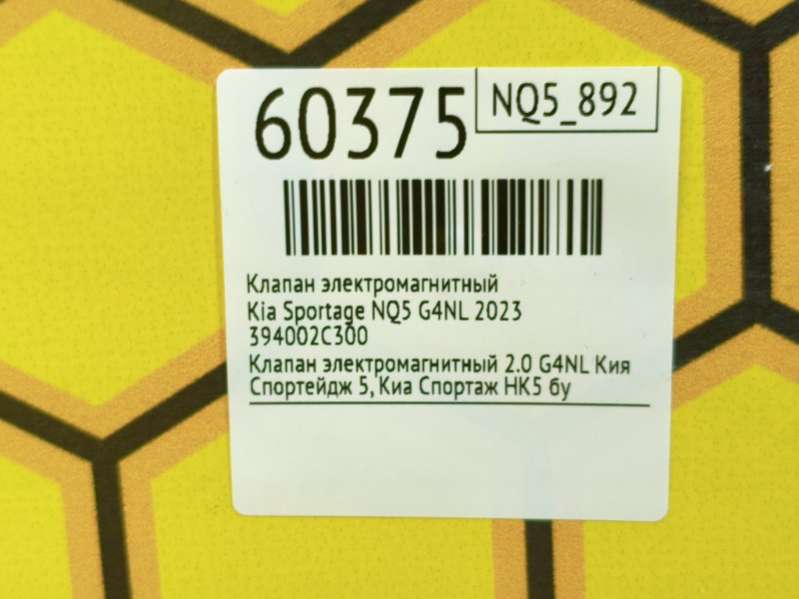 60375
NQ5_892
Клапан электромагнитный
Kia Sportage NQ5 G4NL 2023
394002C300
Клапан электромагнитный 2.0 G4NL Кия
Спортейдж 5, Киа Спортаж НК5 бу